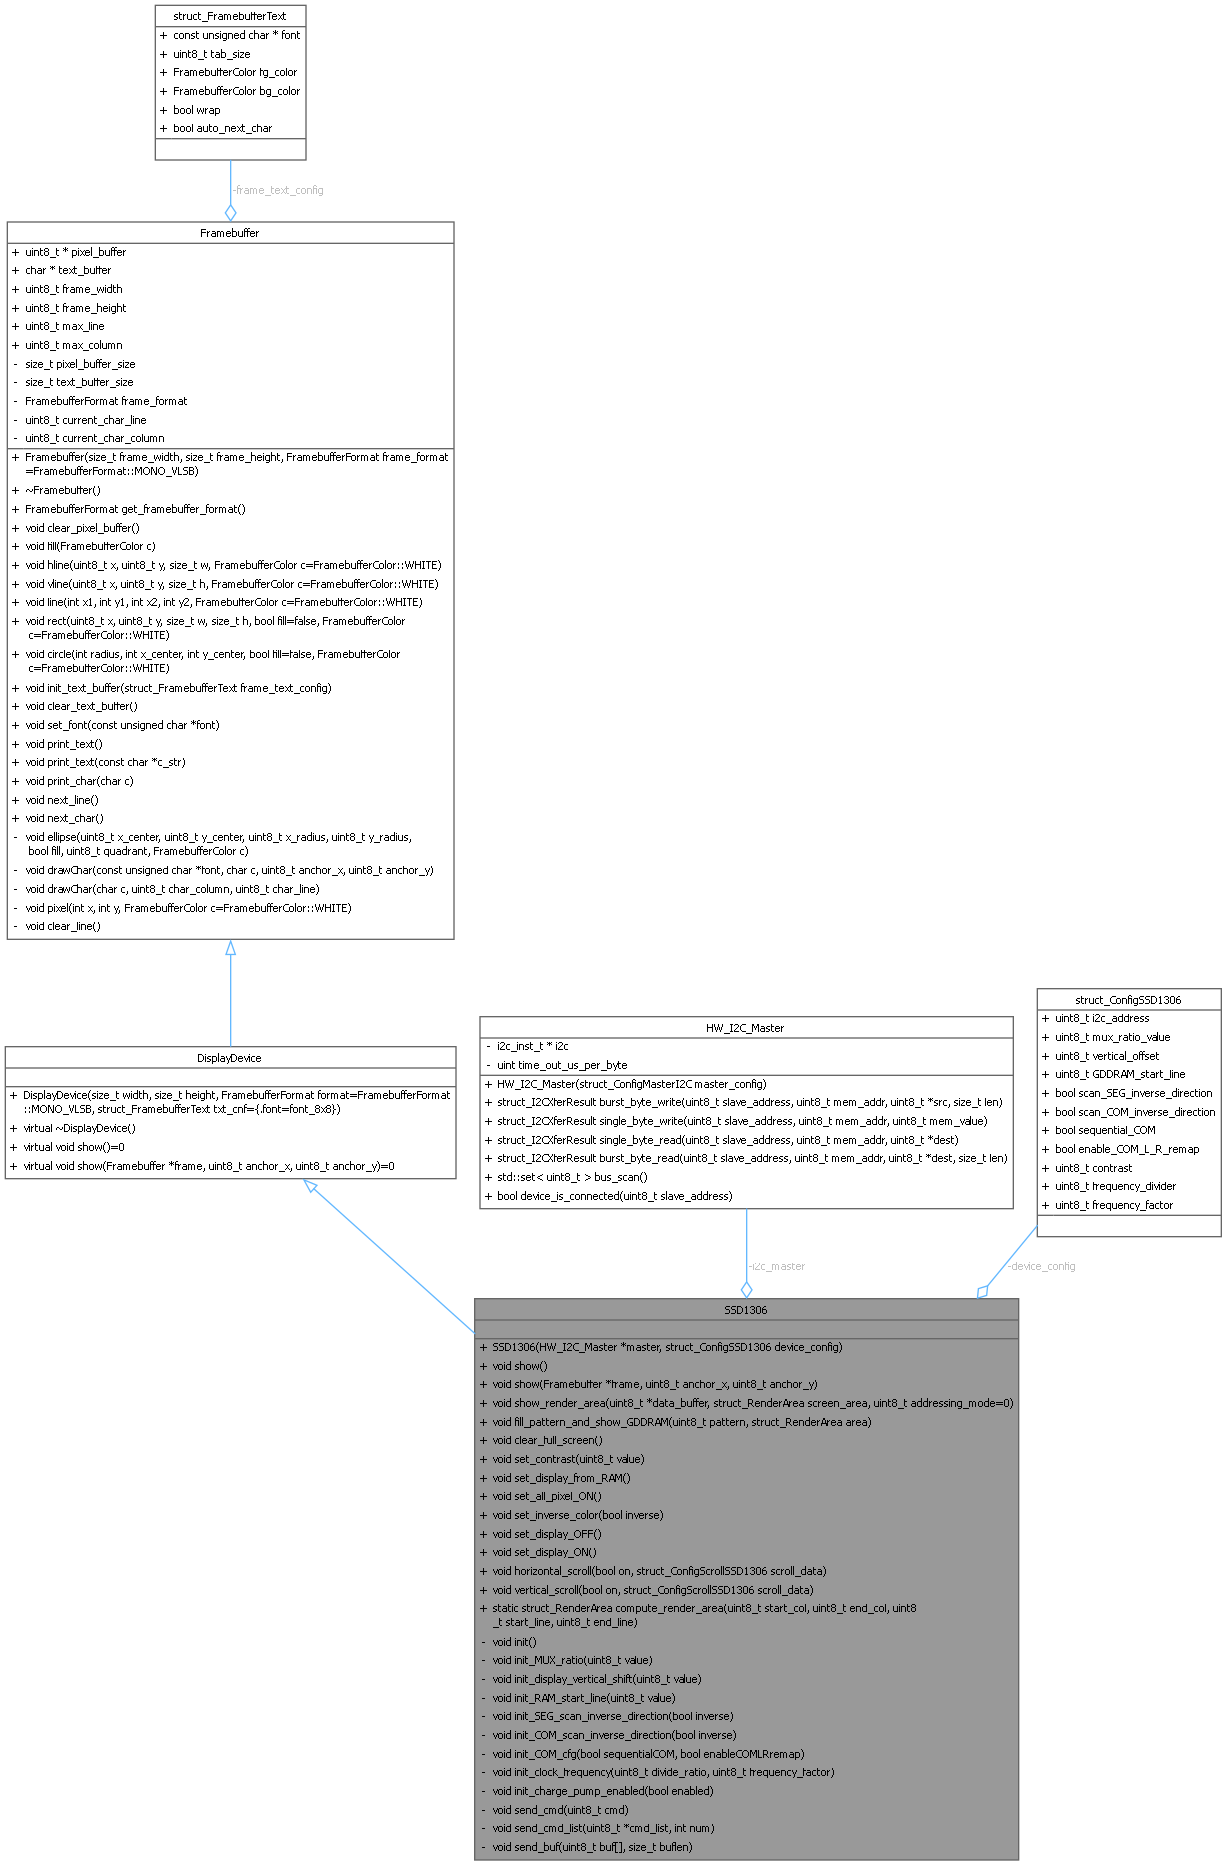 struct_FramebufferText
+ const unsigned char * font
+ uint8_t tab_size
+ FramebufferColor fg_color
+ FramebufferColor bg_color
+ bool wrap
+ bool auto_next_char
-frame_text_config
Framebuffer
+ uint8_t * pixel_buffer
+ char * text_buffer
+ uint8_t frame_width
+ uint8_t frame_height
+ uint8_t max_line
+ uint8_t max_column
- size_t pixel_buffer_size
- size_t text_buffer_size
- FramebufferFormat frame_format
- uint8_t current_char_line
- uint8_t current_char_column
+ Framebuffer(size_t frame_width, size_t frame_height, FramebufferFormat frame_format
=FramebufferFormat::MONO_VLSB)
+ ~Framebuffer()
+ FramebufferFormat get_framebuffer_format()
+ void clear_pixel_buffer()
+ void fill(FramebufferColor c)
+ void hline(uint8_t x, uint8_t y, size_t w, FramebufferColor c=FramebufferColor::WHITE)
+ void vline(uint8_t x, uint8_t y, size_t h, FramebufferColor c=FramebufferColor::WHITE)
+ void line(int x1, int y1, int x2, int y2, FramebufferColor c=FramebufferColor::WHITE)
+ void rect(uint8_t x, uint8_t y, size_t w, size_t h, bool fill=false, FramebufferColor
c=FramebufferColor::WHITE)
+ void circle(int radius, int x_center, int y_center, bool fill=false, FramebufferColor
c=FramebufferColor::WHITE)
+ void init_text_buffer(struct_FramebufferText frame_text_config)
+ void clear_text_buffer()
+ void set_font(const unsigned char *font)
+ void print_text()
+ void print_text(const char *c_str)
+ void print_char(char c)
+ void next_line()
+ void next_char()
- void ellipse(uint8_t x_center, uint8_t y_center, uint8_t x_radius, uint8_t y_radius,
bool fill, uint8_t quadrant, FramebufferColor c)
- void drawChar(const unsigned char *font, char c, uint8_t anchor_x, uint8_t anchor_y)
- void drawChar(char c, uint8_t char_column, uint8_t char_line)
- void pixel(int x, int y, FramebufferColor c=FramebufferColor::WHITE)
- void clear_line()
DisplayDevice
+ DisplayDevice(size_t width, size_t height, FramebufferFormat format=FramebufferFormat
::MONO_VLSB, struct_FramebufferText txt_cnf={.font=font_8x8})
+ virtual ~DisplayDevice()
+ virtual void show()=0
+ virtual void show(Framebuffer *frame, uint8_t anchor_x, uint8_t anchor_y)=0
HW_I2C_Master
- i2c_inst_t * i2c
- uint time_out_us_per_byte
+ HW_I2C_Master(struct_ConfigMasterI2C master_config)
+ struct_I2CXferResult burst_byte_write(uint8_t slave_address, uint8_t mem_addr, uint8_t *src, size_t len)
+ struct_I2CXferResult single_byte_write(uint8_t slave_address, uint8_t mem_addr, uint8_t mem_value)
+ struct_I2CXferResult single_byte_read(uint8_t slave_address, uint8_t mem_addr, uint8_t *dest)
+ struct_I2CXferResult burst_byte_read(uint8_t slave_address, uint8_t mem_addr, uint8_t *dest, size_t len)
+ std::set< uint8_t > bus_scan()
+ bool device_is_connected(uint8_t slave_address)
struct_ConfigSSD1306
+ uint8_t i2c_address
+ uint8_t mux_ratio_value
+ uint8_t vertical_offset
+ uint8_t GDDRAM_start_line
+ bool scan_SEG_inverse_direction
+ bool scan_COM_inverse_direction
+ bool sequential_COM
+ bool enable_COM_L_R_remap
+ uint8_t contrast
+ uint8_t frequency_divider
+ uint8_t frequency_factor
-i2c_master
-device_config
SSD1306
+ SSD1306(HW_I2C_Master *master, struct_ConfigSSD1306 device_config)
+ void show()
+ void show(Framebuffer *frame, uint8_t anchor_x, uint8_t anchor_y)
+ void show_render_area(uint8_t *data_buffer, struct_RenderArea screen_area, uint8_t addressing_mode=0)
+ void fill_pattern_and_show_GDDRAM(uint8_t pattern, struct_RenderArea area)
+ void clear_full_screen()
+ void set_contrast(uint8_t value)
+ void set_display_from_RAM()
+ void set_all_pixel_ON()
+ void set_inverse_color(bool inverse)
+ void set_display_OFF()
+ void set_display_ON()
+ void horizontal_scroll(bool on, struct_ConfigScrollSSD1306 scroll_data)
+ void vertical_scroll(bool on, struct_ConfigScrollSSD1306 scroll_data)
+ static struct_RenderArea compute_render_area(uint8_t start_col, uint8_t end_col, uint8
_t start_line, uint8_t end_line)
- void init()
- void init_MUX_ratio(uint8_t value)
- void init_display_vertical_shift(uint8_t value)
- void init_RAM_start_line(uint8_t value)
- void init_SEG_scan_inverse_direction(bool inverse)
- void init_COM_scan_inverse_direction(bool inverse)
- void init_COM_cfg(bool sequentialCOM, bool enableCOMLRremap)
- void init_clock_frequency(uint8_t divide_ratio, uint8_t frequency_factor)
- void init_charge_pump_enabled(bool enabled)
- void send_cmd(uint8_t cmd)
- void send_cmd_list(uint8_t *cmd_list, int num)
- void send_buf(uint8_t buf[], size_t buflen)